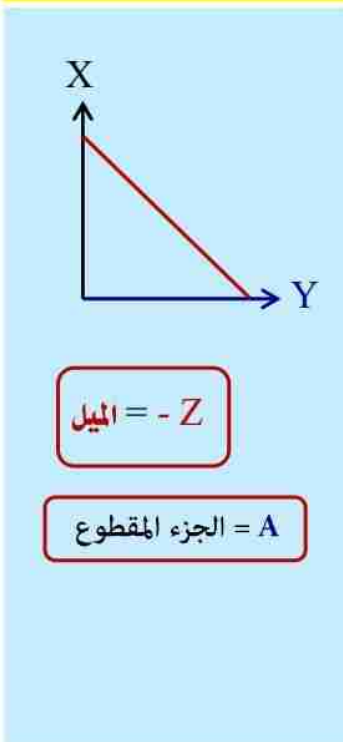 X
Y
الميل = - Z
A = الجزء المقطوع